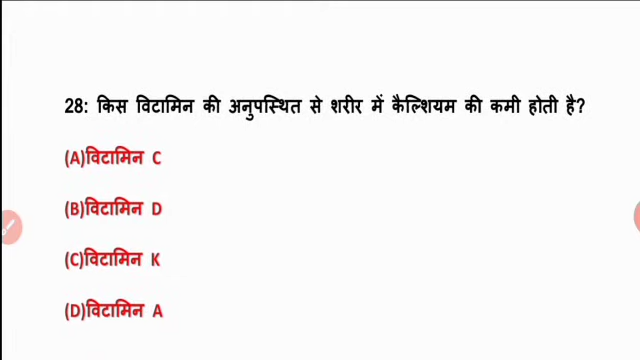 28: किस विटामिन की अनुपस्थित से शरीर में कैल्शियम की कमी होती है?
(A)विटामिन C
(B)विटामिन D
(C)विटामिन K
(D)विटामिन A